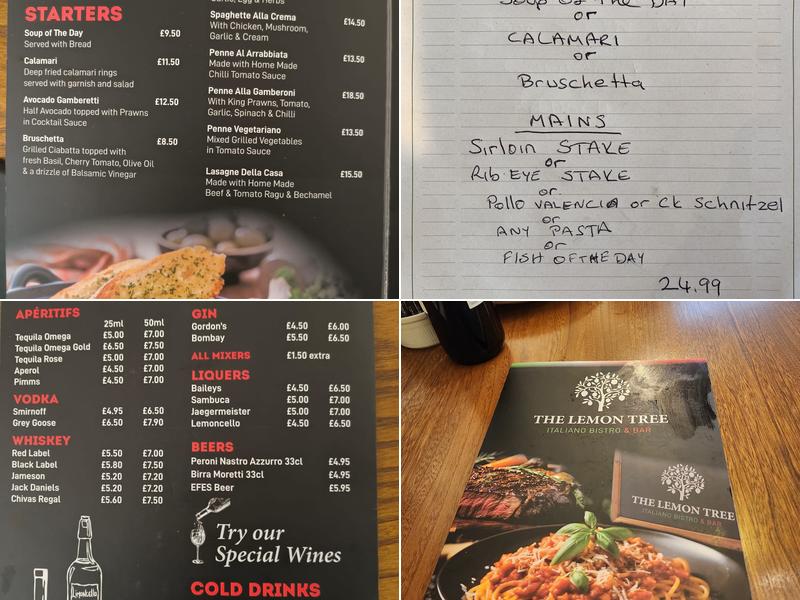 STARTERS
Soup of The Day £9.50
Served with Bread
Calamari £11.50
Deep fried calamari rings
served with garnish and salad
Avocado Gamberetti £12.50
Half Avocado topped with Prawns
in Cocktail Sauce
Bruschetta £8.50
Grilled Ciabatta topped with
fresh Basil, Cherry Tomato, Olive Oil
& a drizzle of Balsamic Vinegar
Garlic, Egg & Herbs
Spaghette Alla Crema £14.50
With Chicken, Mushroom,
Garlic & Cream
Penne Al Arrabbiata £13.50
Made with Home Made
Chilli Tomato Sauce
Penne Alla Gamberoni £18.50
With King Prawns, Tomato,
Garlic, Spinach & Chilli
Penne Vegetariano £13.50
Mixed Grilled Vegetables
in Tomato Sauce
Lasagne Della Casa £15.50
Made with Home Made
Beef & Tomato Ragu & Bechamel
Soup of The DAY
or
CALAMARI
or
Bruschetta
MAINS
Sirloin STAKE
or
Rib EYE STAKE
or
Pollo VALENCIA or CK Schnitzel
or
ANY PASTA
or
FISH OF THE DAY
24.99
APÉRITIFS
25ml 50ml
Tequila Omega £5.00 £7.00
Tequila Omega Gold £6.50 £7.50
Tequila Rose £5.00 £7.00
Aperol £4.50 £7.00
Pimms £4.50 £7.00
VODKA
Smirnoff £4.95 £6.50
Grey Goose £6.50 £7.90
WHISKEY
Red Label £5.50 £7.00
Black Label £5.80 £7.50
Jameson £5.20 £7.20
Jack Daniels £5.20 £7.20
Chivas Regal £5.60 £7.50
Limoncello
GIN
Gordon's £4.50 £6.00
Bombay £5.50 £6.50
ALL MIXERS £1.50 extra
LIQUERS
Baileys £4.50 £6.50
Sambuca £5.00 £7.00
Jaegermeister £5.00 £7.00
Lemoncello £4.50 £6.50
BEERS
Peroni Nastro Azzurro 33cl £4.95
Birra Moretti 33cl £4.95
EFES Beer £5.95
Try our
Special Wines
COLD DRINKS
THE LEMON TREE
ITALIANO BISTRO & BAR
THE LEMON TREE
ITALIANO BISTRO & BAR